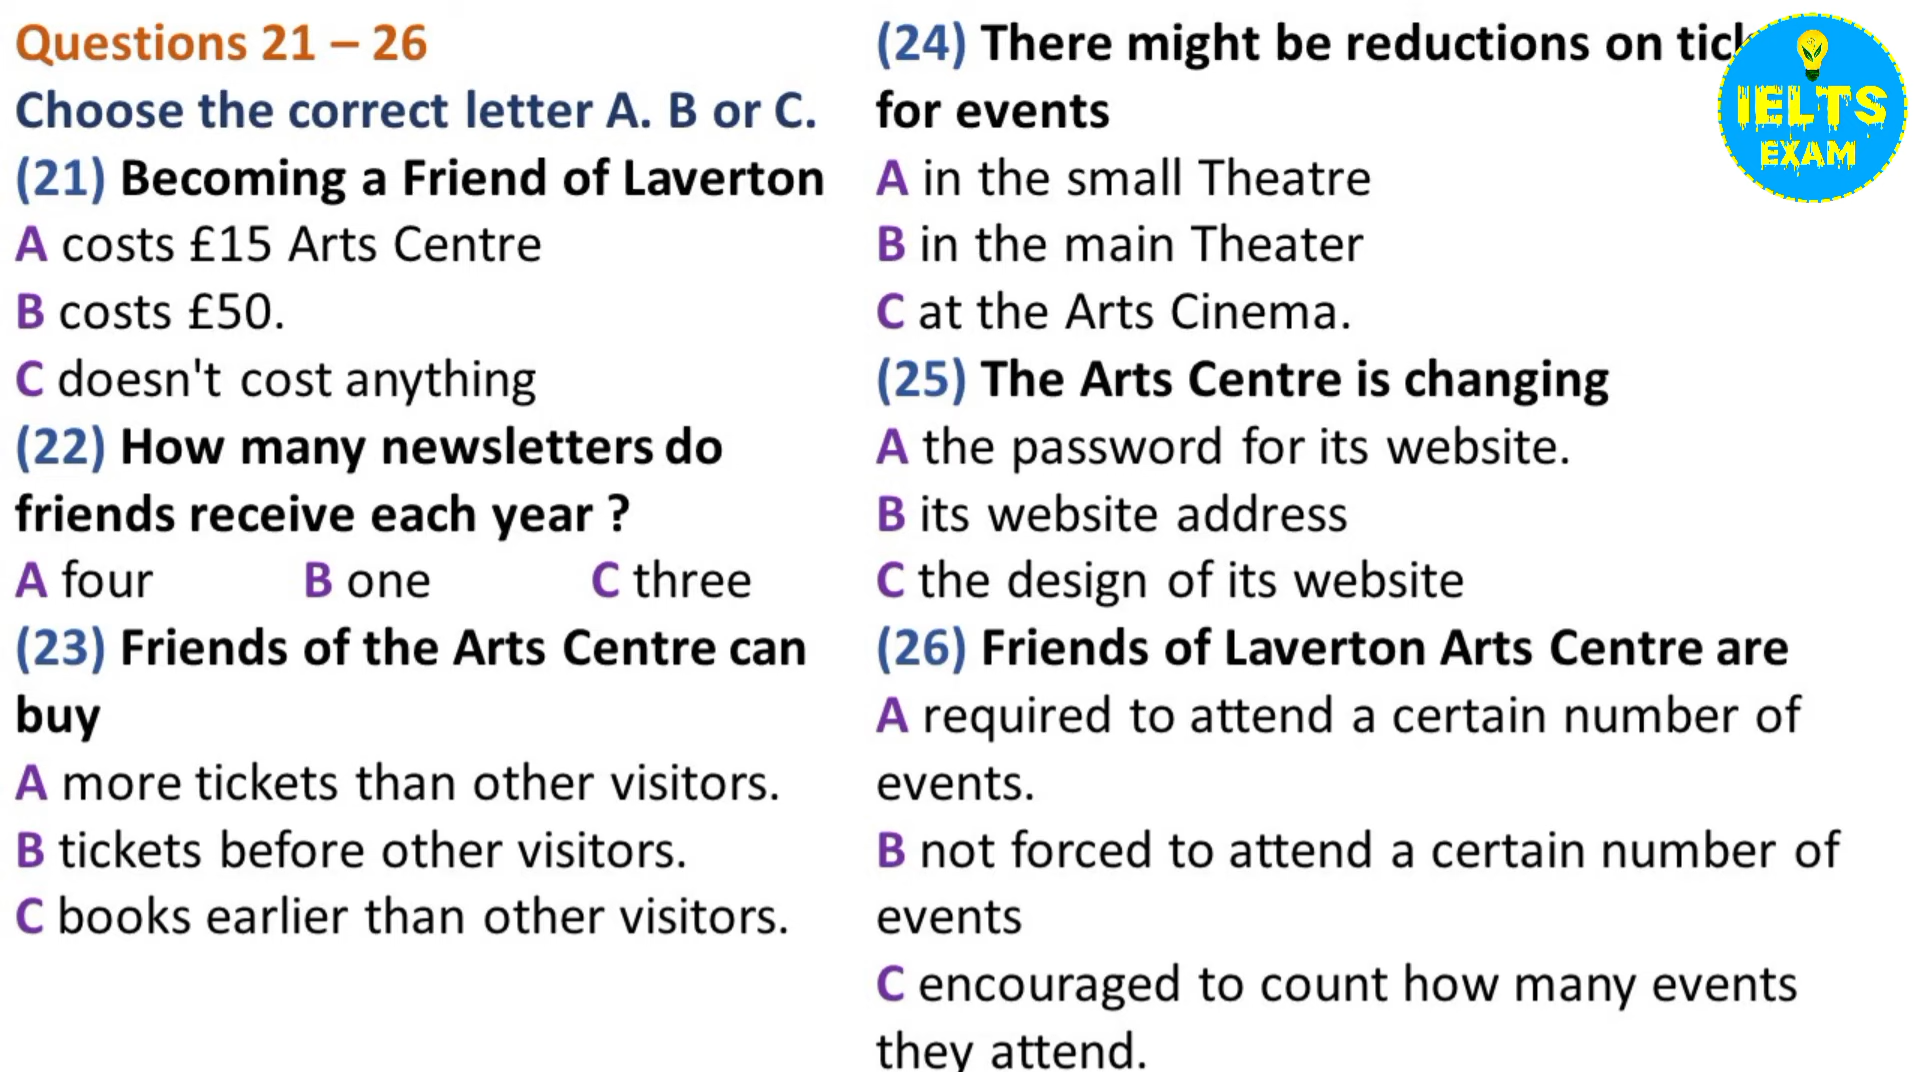 Questions 21 – 26
Choose the correct letter A. B or C.
(21) Becoming a Friend of Laverton
A costs £15 Arts Centre
B costs £50.
C doesn't cost anything
(22) How many newsletters do
friends receive each year ?
A four B one C three
(23) Friends of the Arts Centre can
buy
A more tickets than other visitors.
B tickets before other visitors.
C books earlier than other visitors.
(24) There might be reductions on
for events
A in the small Theatre
B in the main Theater
C at the Arts Cinema.
(25) The Arts Centre is changing
A the password for its website.
B its website address
C the design of its website
(26) Friends of Laverton Arts Centre are
A required to attend a certain number of
events.
B not forced to attend a certain number of
events
C encouraged to count how many events
they attend.
IELTS
EXAM